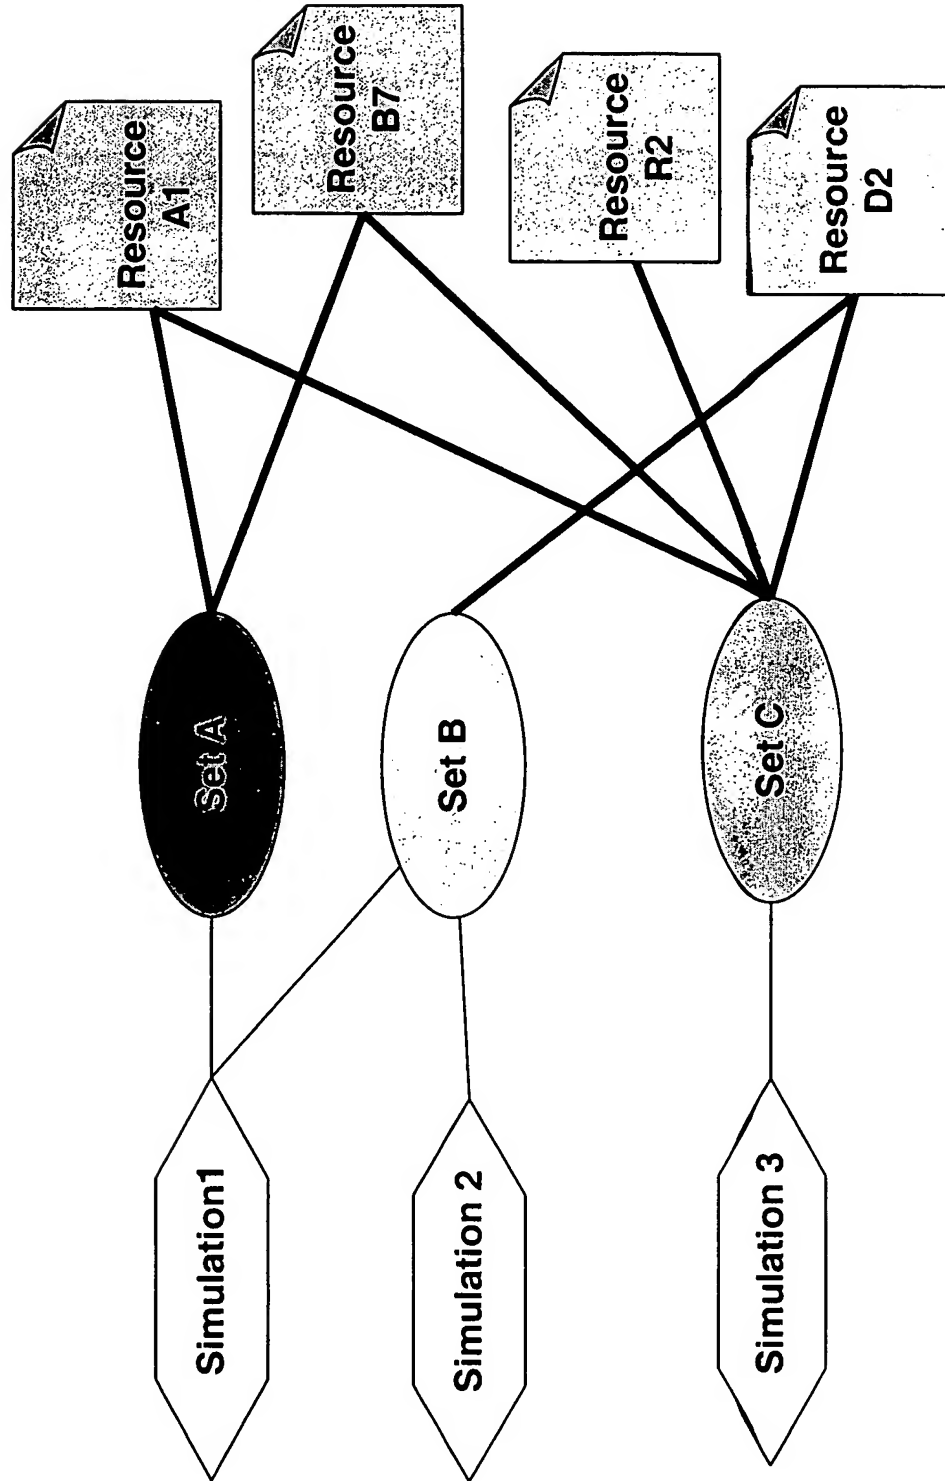 Simulation1
Simulation 2
Simulation 3
Set A
Set B
Set C
Resource
A1
Resource
B7
Resource
R2
Resource
D2